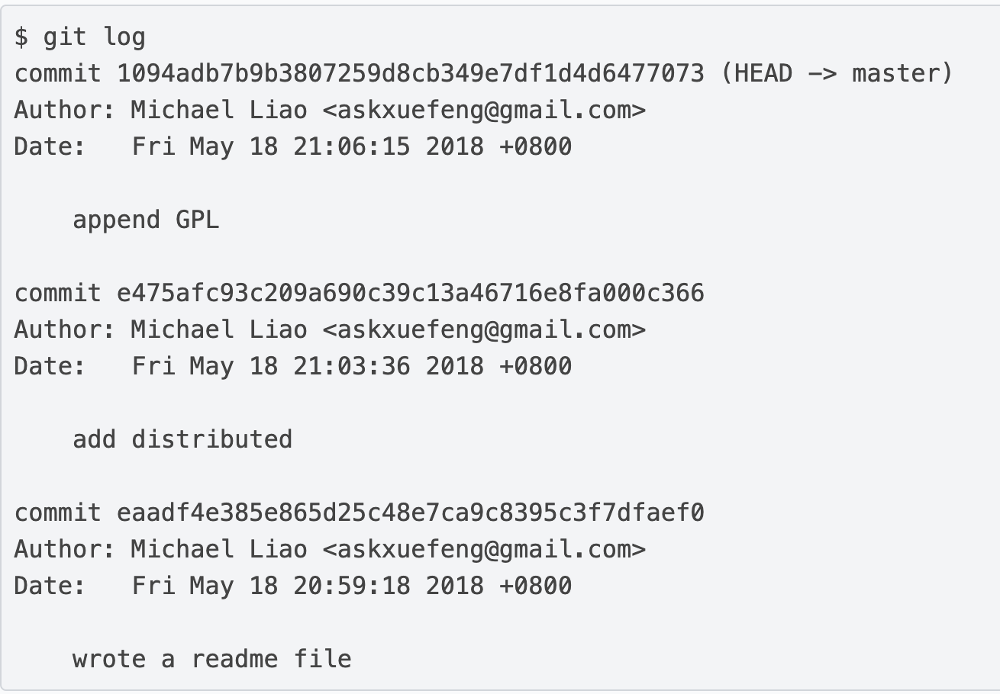 $ git log
commit 1094adb7b9b3807259d8cb349e7df1d4d6477073 (HEAD -> master)
Author: Michael Liao <askxuefeng@gmail.com>
Date:   Fri May 18 21:06:15 2018 +0800

    append GPL

commit e475afc93c209a690c39c13a46716e8fa000c366
Author: Michael Liao <askxuefeng@gmail.com>
Date:   Fri May 18 21:03:36 2018 +0800

    add distributed

commit eaadf4e385e865d25c48e7ca9c8395c3f7dfaef0
Author: Michael Liao <askxuefeng@gmail.com>
Date:   Fri May 18 20:59:18 2018 +0800

    wrote a readme file